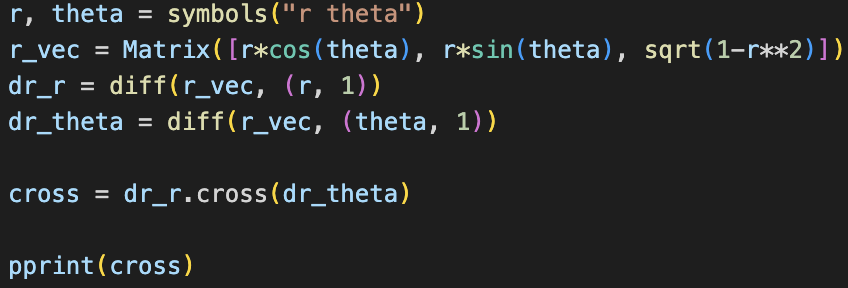 r, theta = symbols("r theta")
r_vec = Matrix([r*cos(theta), r*sin(theta), sqrt(1-r**2)])
dr_r = diff(r_vec, (r, 1))
dr_theta = diff(r_vec, (theta, 1))
cross = dr_r.cross(dr_theta)
pprint(cross)